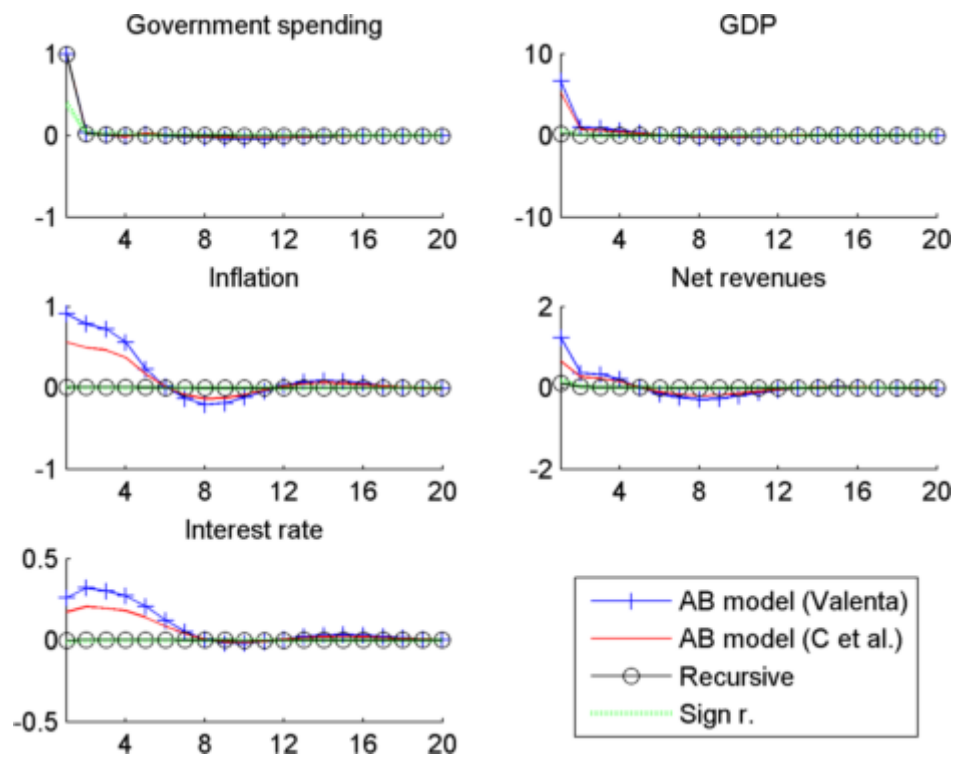 Government spending
1
0
-1
4 8 12 16 20
GDP
10
0
-10
4 8 12 16 20
Inflation
1
0
-1
4 8 12 16 20
Net revenues
2
0
-2
4 8 12 16 20
Interest rate
0.5
0
-0.5
4 8 12 16 20
AB model (Valenta)
AB model (C et al.)
Recursive
Sign r.